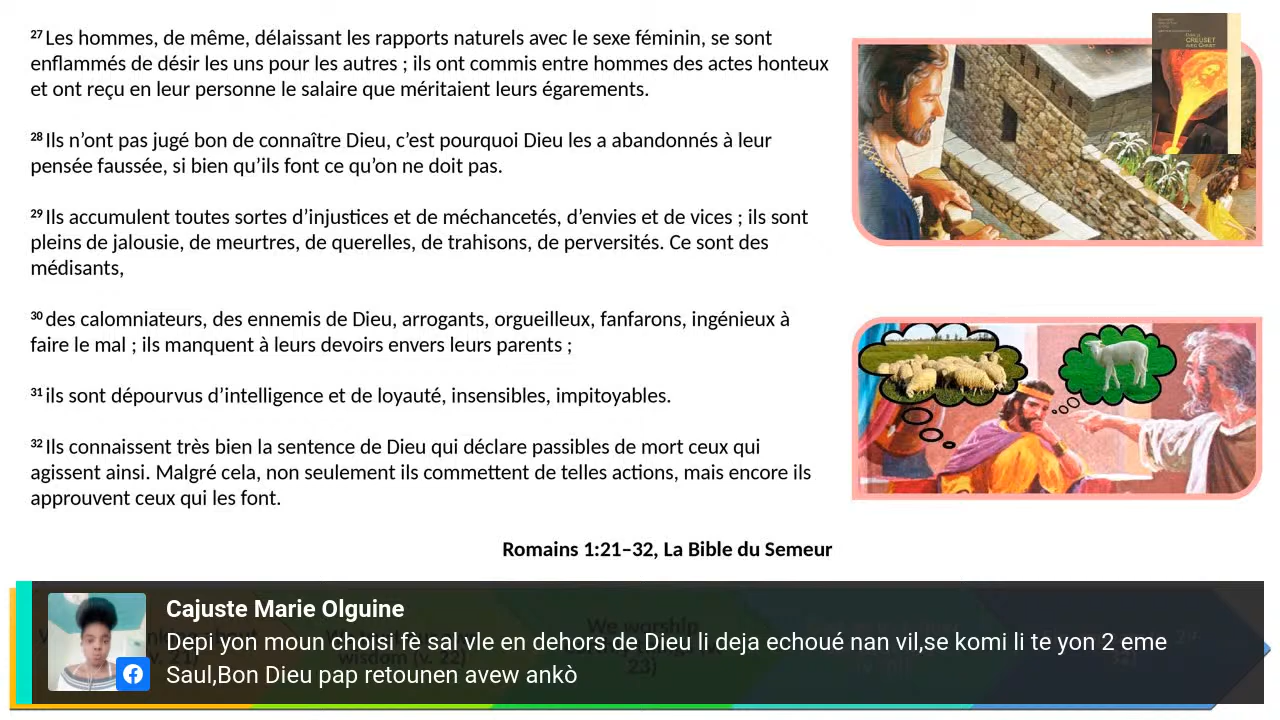 27 Les hommes, de même, délaissant les rapports naturels avec le sexe féminin, se sont
enflammés de désir les uns pour les autres ; ils ont commis entre hommes des actes honteux
et ont reçu en leur personne le salaire que méritaient leurs égarements.
28 Ils n’ont pas jugé bon de connaître Dieu, c’est pourquoi Dieu les a abandonnés à leur
pensée faussée, si bien qu’ils font ce qu’on ne doit pas.
29 Ils accumulent toutes sortes d’injustices et de méchancetés, d’envies et de vices ; ils sont
pleins de jalousie, de meurtres, de querelles, de trahisons, de perversités. Ce sont des
médisants,
30 des calomniateurs, des ennemis de Dieu, arrogants, orgueilleux, fanfarons, ingénieux à
faire le mal ; ils manquent à leurs devoirs envers leurs parents ;
31 ils sont dépourvus d’intelligence et de loyauté, insensibles, impitoyables.
32 Ils connaissent très bien la sentence de Dieu qui déclare passibles de mort ceux qui
agissent ainsi. Malgré cela, non seulement ils commettent de telles actions, mais encore ils
approuvent ceux qui les font.
Romains 1:21–32, La Bible du Semeur
CREUSET
AVEC CHRIST
We worship
wisdom (v. 22)
23)
Cajuste Marie Olguine
Depi yon moun choisi fè sal vle en dehors de Dieu li deja echoué nan vil,se komi li te yon 2 eme
Saul,Bon Dieu pap retounen avew ankò